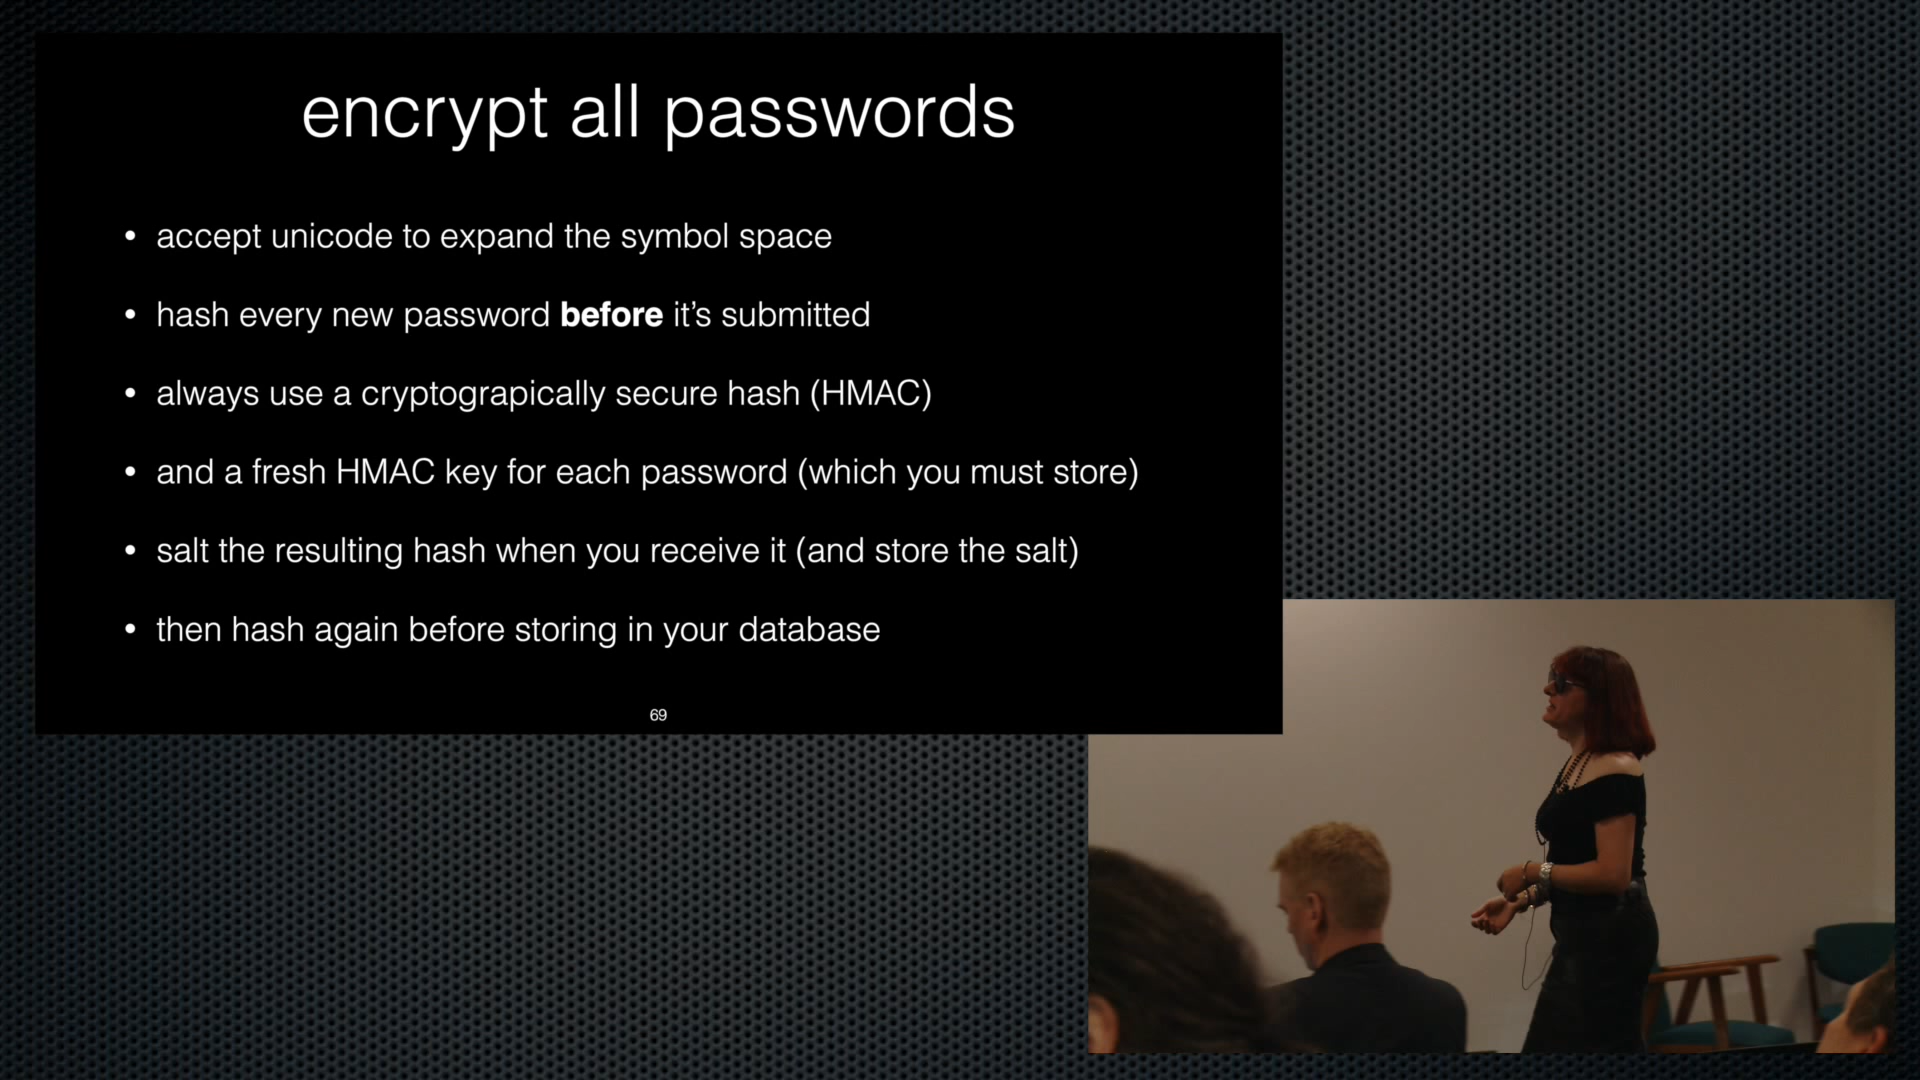 encrypt all passwords
• accept unicode to expand the symbol space
• hash every new password before it’s submitted
• always use a cryptograpically secure hash (HMAC)
• and a fresh HMAC key for each password (which you must store)
• salt the resulting hash when you receive it (and store the salt)
• then hash again before storing in your database
69